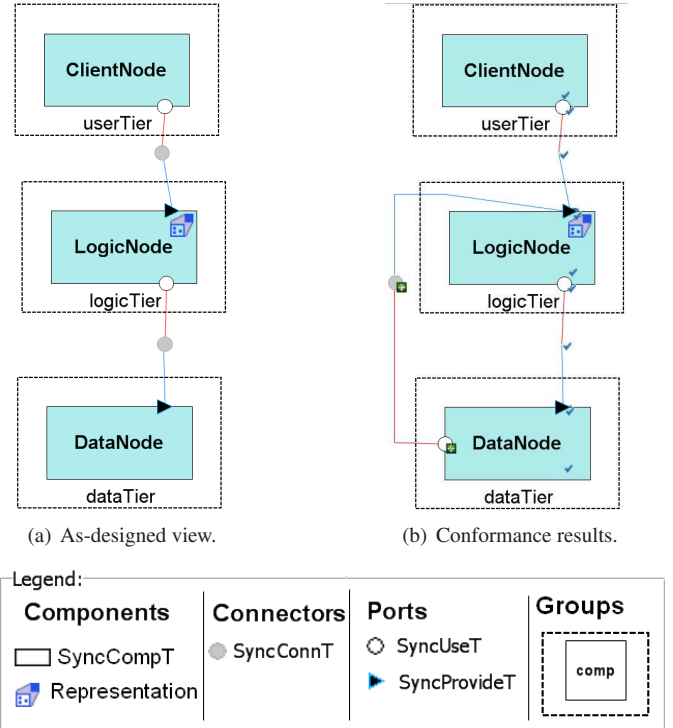 ClientNode
userTier
LogicNode
logicTier
DataNode
dataTier
(a) As-designed view.
ClientNode
userTier
LogicNode
logicTier
DataNode
dataTier
(b) Conformance results.
Legend:
Components
SyncCompT
Representation
Connectors
SyncConnT
Ports
SyncUseT
SyncProvideT
Groups
comp